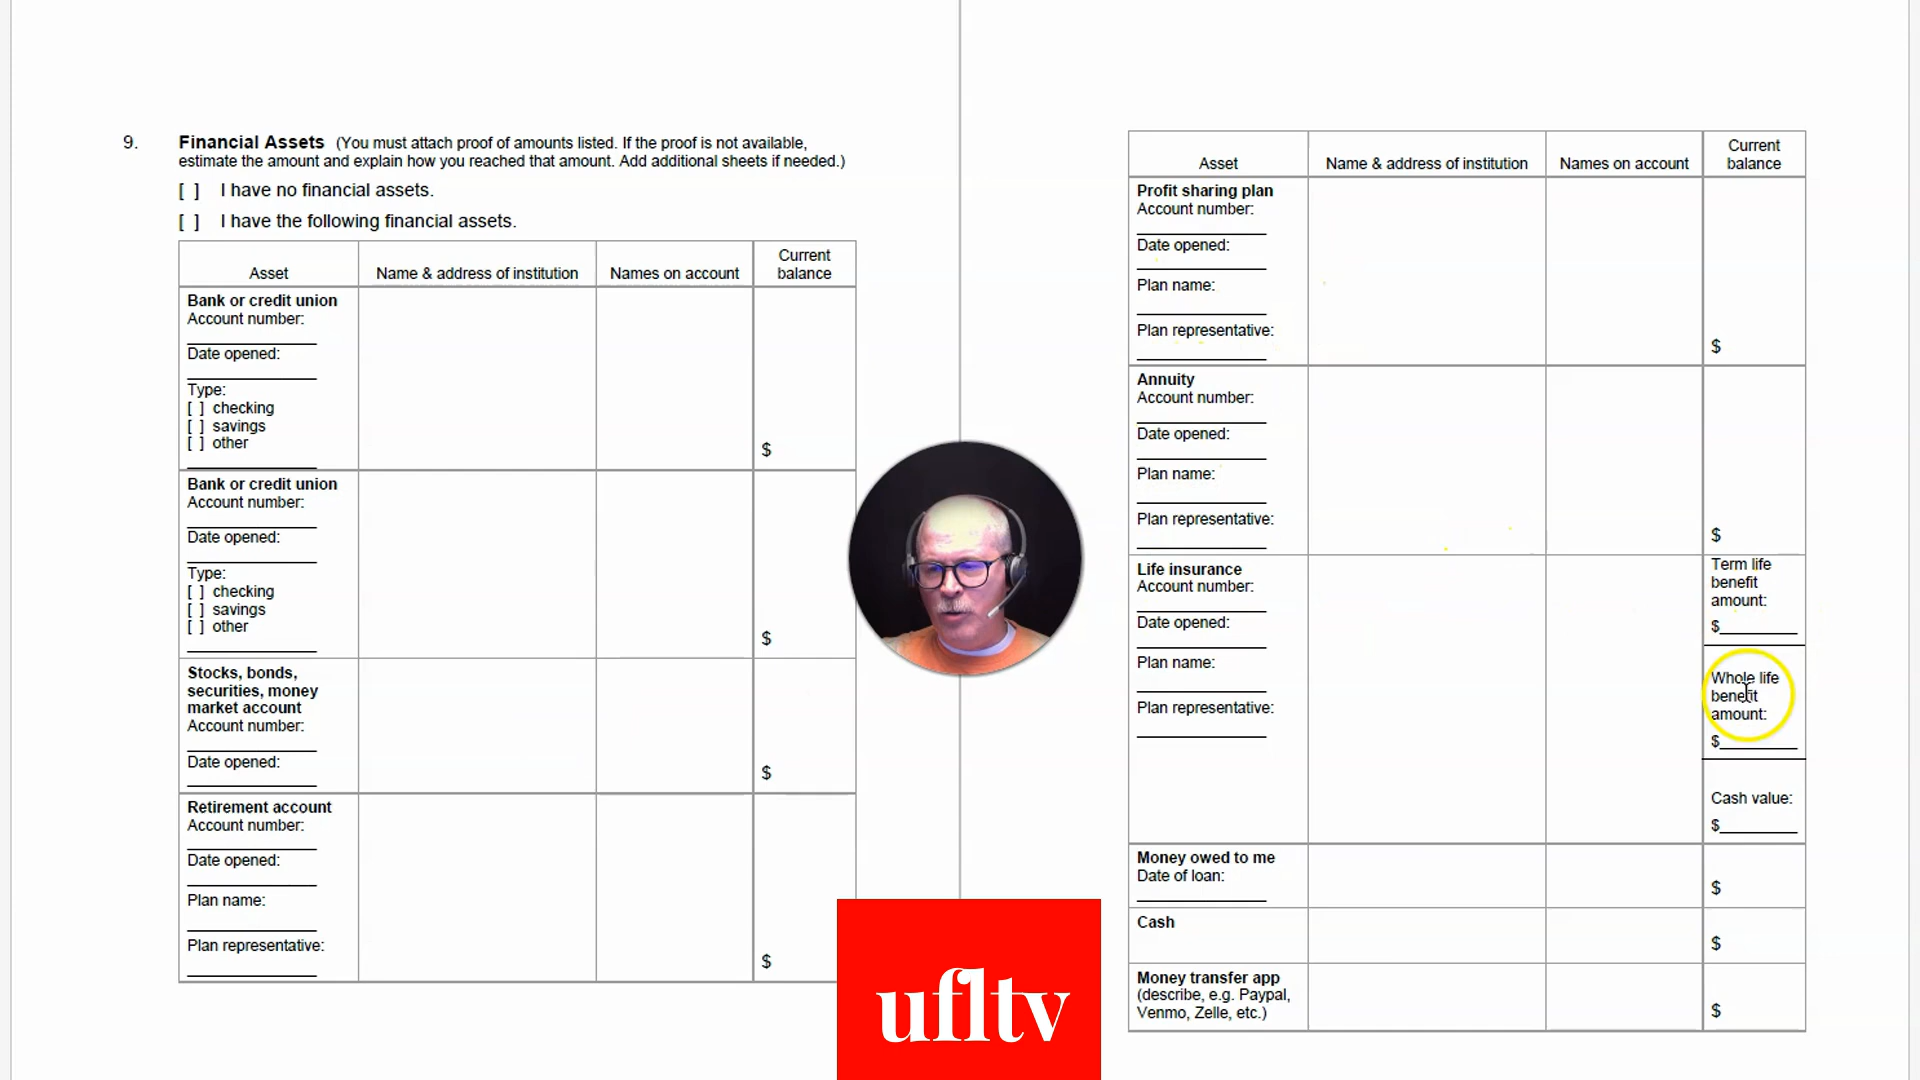 9. Financial Assets (You must attach proof of amounts listed. If the proof is not available,
estimate the amount and explain how you reached that amount. Add additional sheets if needed.)
[ ] I have no financial assets.
[ ] I have the following financial assets.
Asset
Name & address of institution
Names on account
Current
balance
Bank or credit union
Account number:
Date opened:
Type:
[ ] checking
[ ] savings
[ ] other
$
Bank or credit union
Account number:
Date opened:
Type:
[ ] checking
[ ] savings
[ ] other
$
Stocks, bonds,
securities, money
market account
Account number:
Date opened:
$
Retirement account
Account number:
Date opened:
Plan name:
Plan representative:
$
Asset
Name & address of institution
Names on account
Current
balance
Profit sharing plan
Account number:
Date opened:
Plan name:
Plan representative:
$
Annuity
Account number:
Date opened:
Plan name:
Plan representative:
$
Life insurance
Account number:
Date opened:
Plan name:
Plan representative:
Term life
benefit
amount:
$
Whole life
benefit
amount:
$
Cash value:
$
Money owed to me
Date of loan:
$
Cash
$
Money transfer app
(describe, e.g. Paypal,
Venmo, Zelle, etc.)
$
ufltv